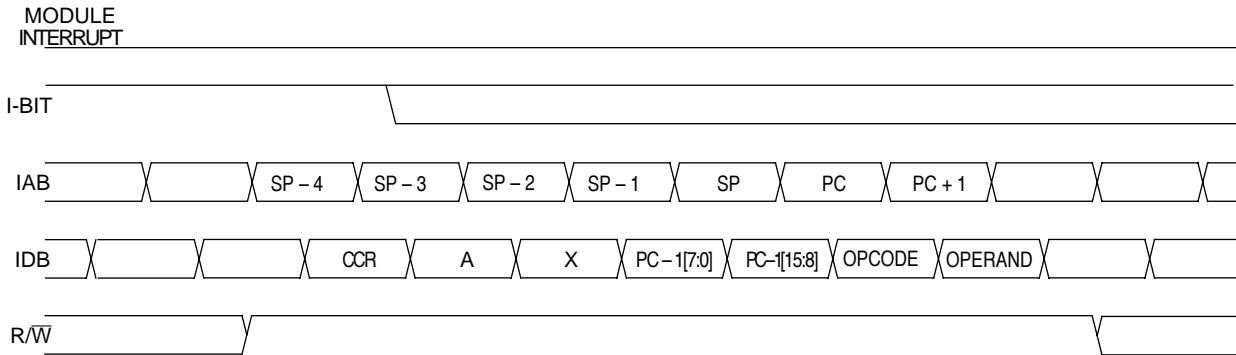 MODULE
INTERRUPT
I-BIT
IAB SP – 4 SP – 3 SP – 2 SP – 1 SP PC PC + 1
IDB CCR A X PC – 1[7:0] PC–1[15:8] OPCODE OPERAND
R/W̅